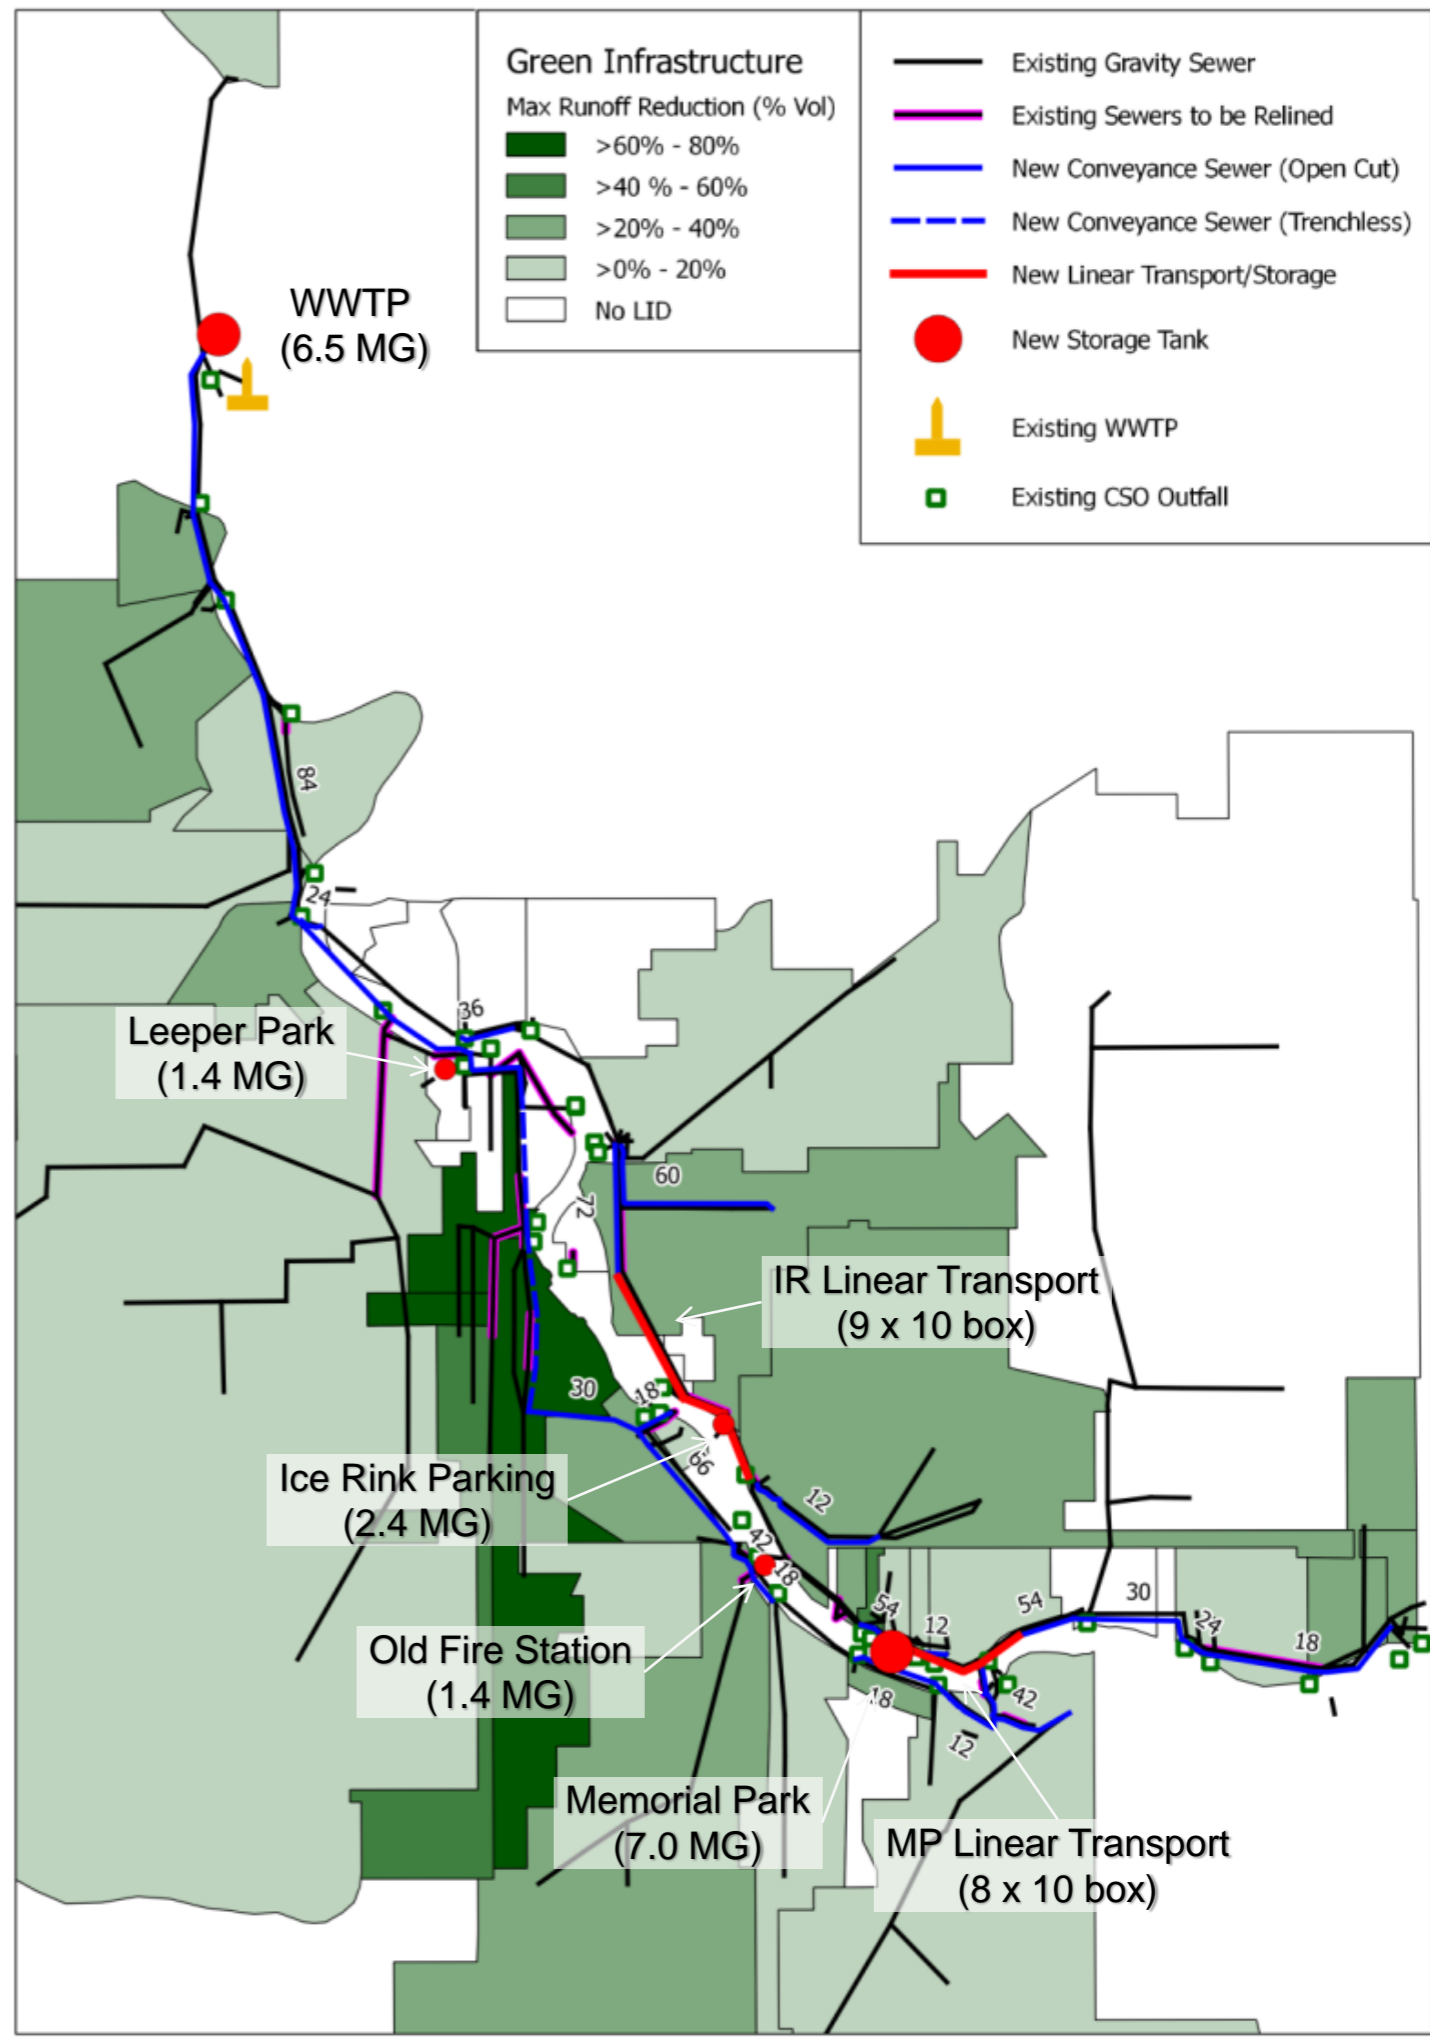 Green Infrastructure
Max Runoff Reduction (% Vol)
>60% - 80%
>40 % - 60%
>20% - 40%
>0% - 20%
No LID
Existing Gravity Sewer
Existing Sewers to be Relined
New Conveyance Sewer (Open Cut)
New Conveyance Sewer (Trenchless)
New Linear Transport/Storage
New Storage Tank
Existing WWTP
Existing CSO Outfall
WWTP
(6.5 MG)
84
24
36
Leeper Park
(1.4 MG)
60
72
IR Linear Transport
(9 x 10 box)
30
18
66
Ice Rink Parking
(2.4 MG)
12
42
18
54
12
54
30
24
18
Old Fire Station
(1.4 MG)
18
42
12
Memorial Park
(7.0 MG)
MP Linear Transport
(8 x 10 box)